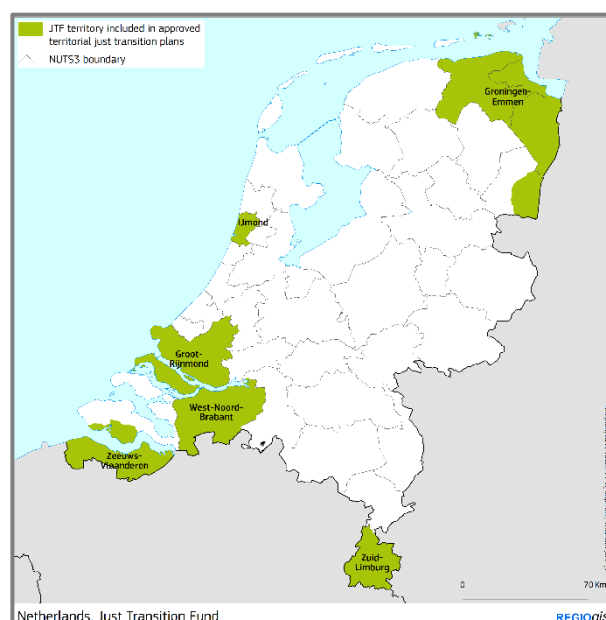 JTF territory included in approved
territorial just transition plans
NUTS3 boundary
Groningen-
Emmen
IJmond
Groot-
Rijnmond
West-Noord-
Brabant
Zeeuws-
Vlaanderen
Zuid-
Limburg
0
70 Km
Netherlands, Just Transition Fund
REGIOgis